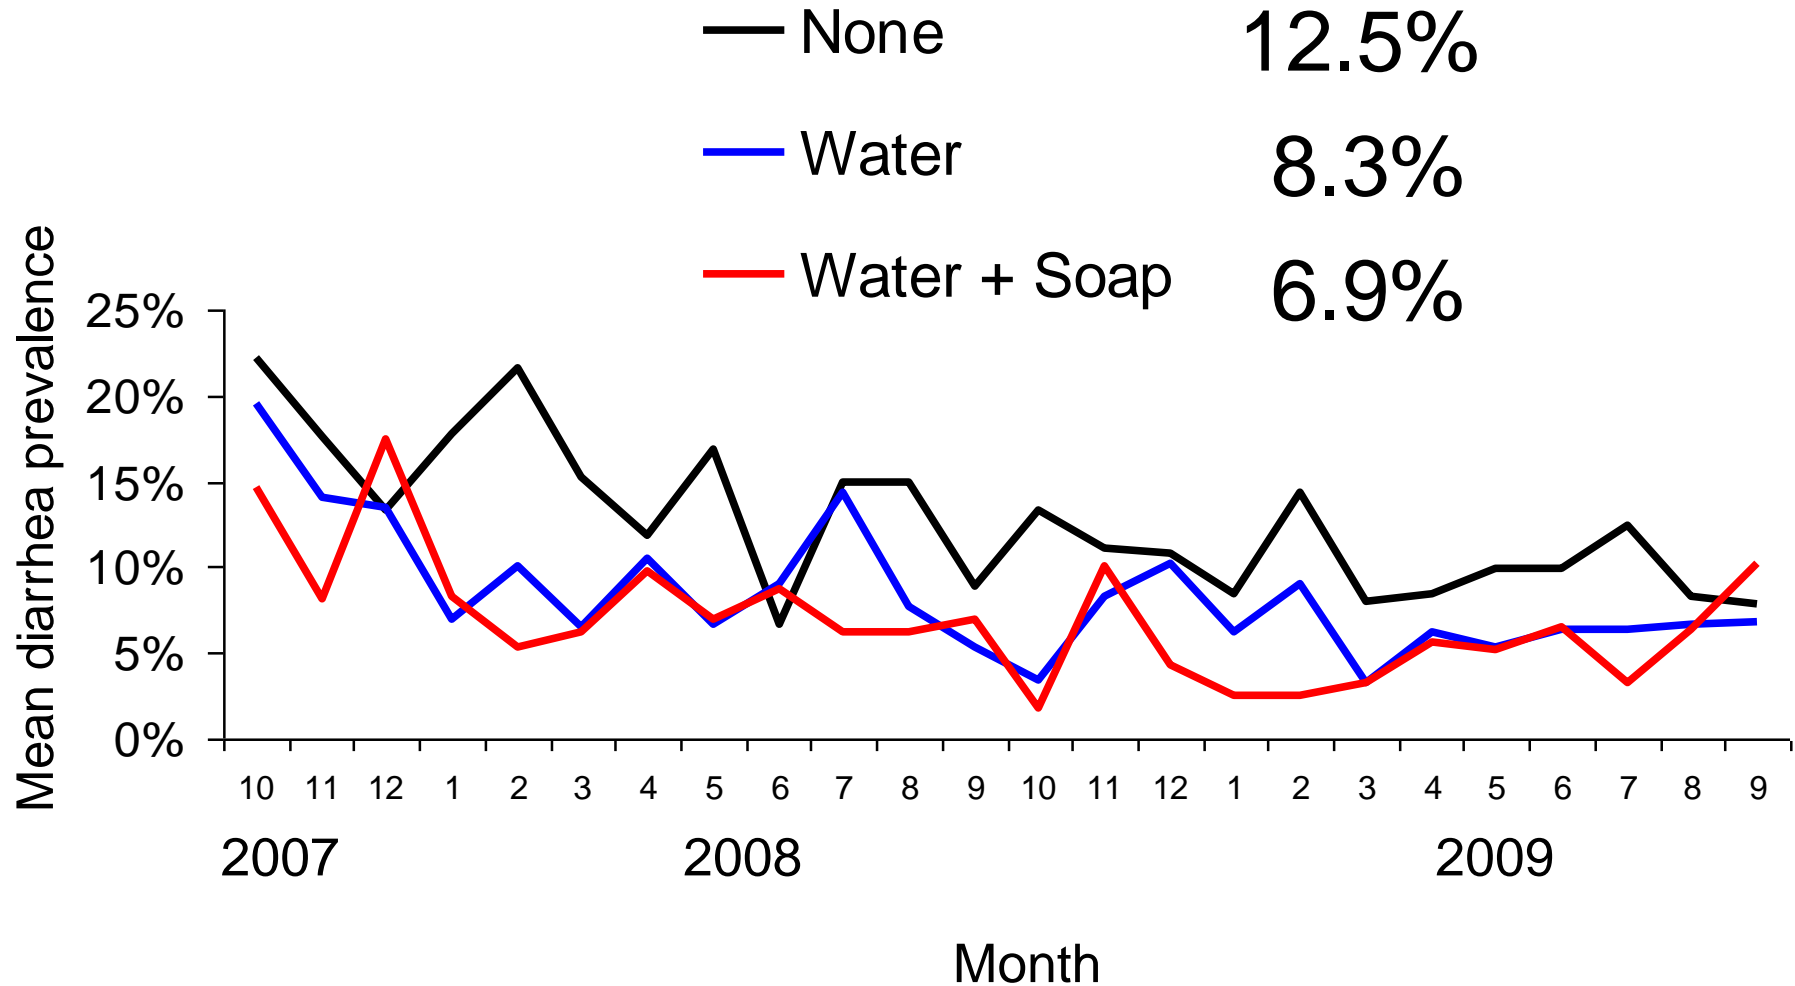 None 12.5%
Water 8.3%
Water + Soap 6.9%
Mean diarrhea prevalence
25%
20%
15%
10%
5%
0%
10 11 12 1 2 3 4 5 6 7 8 9 10 11 12 1 2 3 4 5 6 7 8 9
2007 2008 2009
Month